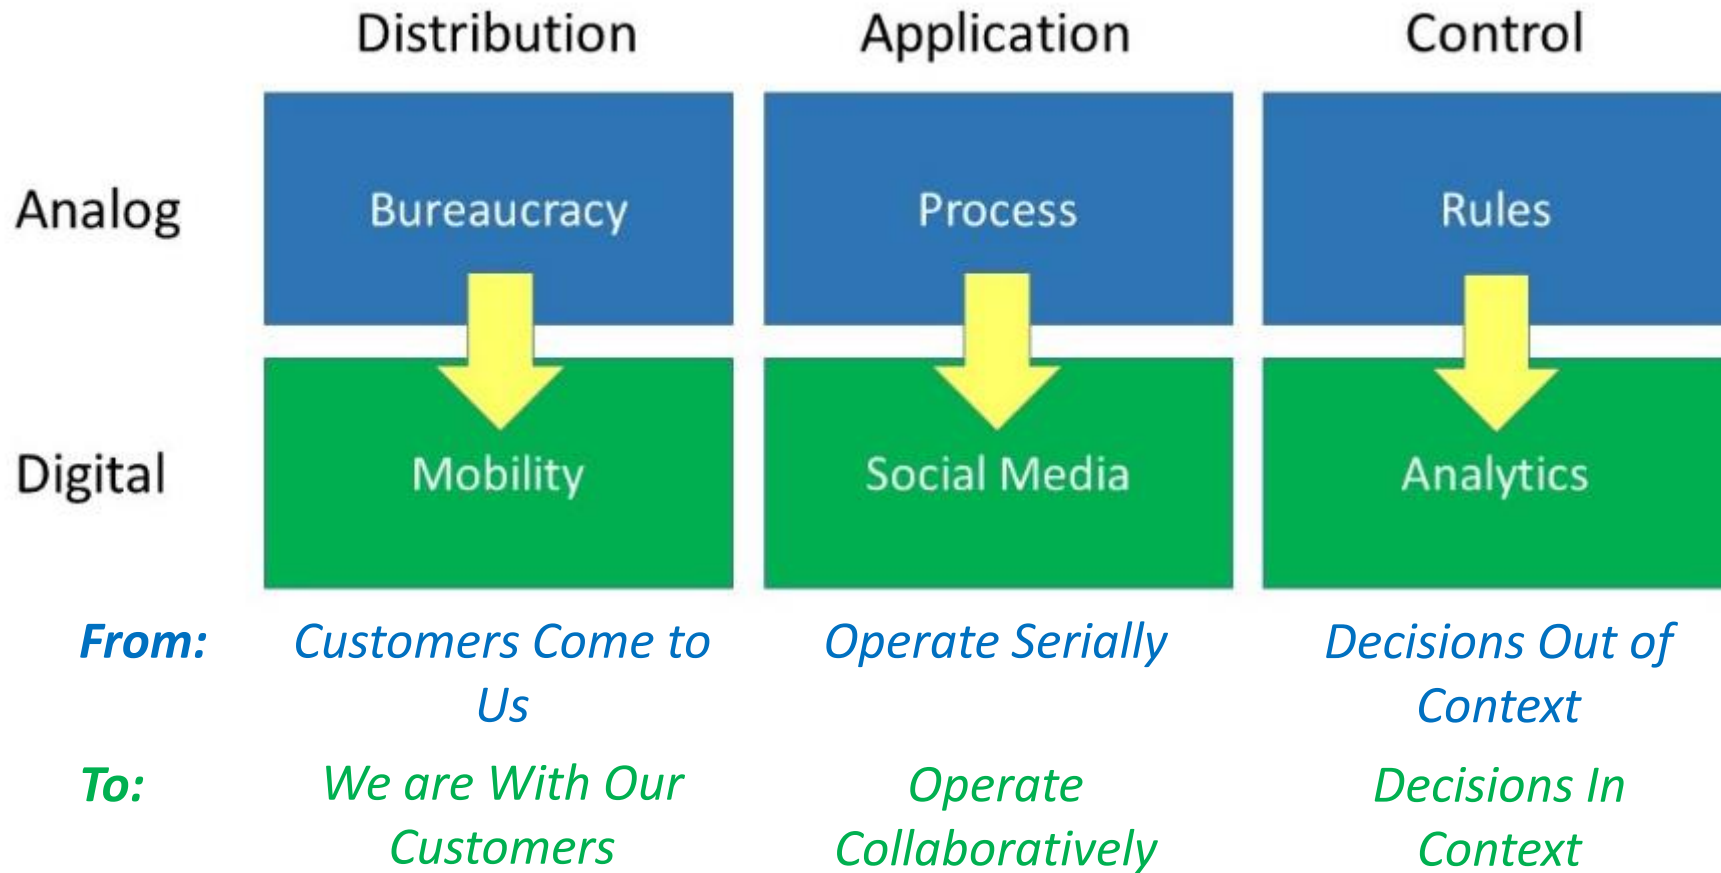 Distribution Application Control
Analog Bureaucracy Process Rules
Digital Mobility Social Media Analytics
From: Customers Come to Operate Serially Decisions Out of
Us Context
To: We are With Our Operate Decisions In
Customers Collaboratively Context